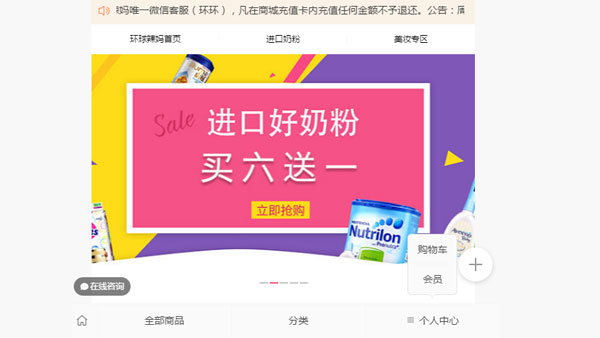 妈唯一微信客服（环环），凡在商城充值卡内充值任何金额不予退还。公告：
环球辣妈首页
进口奶粉
美妆专区
Sale
进口好奶粉
买六送一
立即抢购
Nutrilon
Pronutra
Aveeno
Baby
购物车
会员
在线咨询
全部商品
分类
个人中心